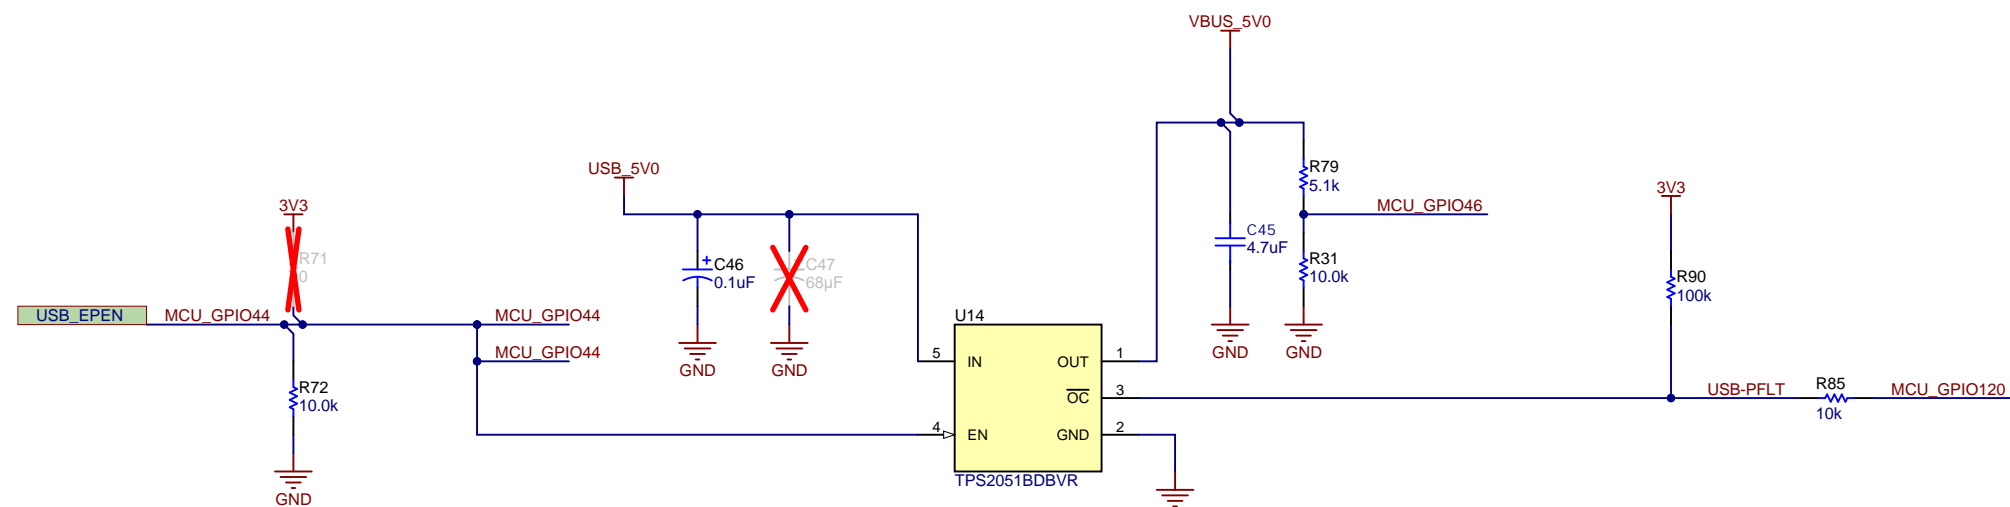 VBUS_5V0
USB_5V0
R79
5.1k
3V3
3V3
MCU_GPIO46
R71
0
C46
0.1uF
C47
68µF
C45
4.7uF
R31
10.0k
R90
100k
USB_EPEN
MCU_GPIO44
MCU_GPIO44
MCU_GPIO44
U14
GND
GND
GND
GND
5
IN
OUT
1
R72
10.0k
OC
3
USB-PFLT
R85
10k
MCU_GPIO120
4
EN
GND
2
TPS2051BDBVR
GND